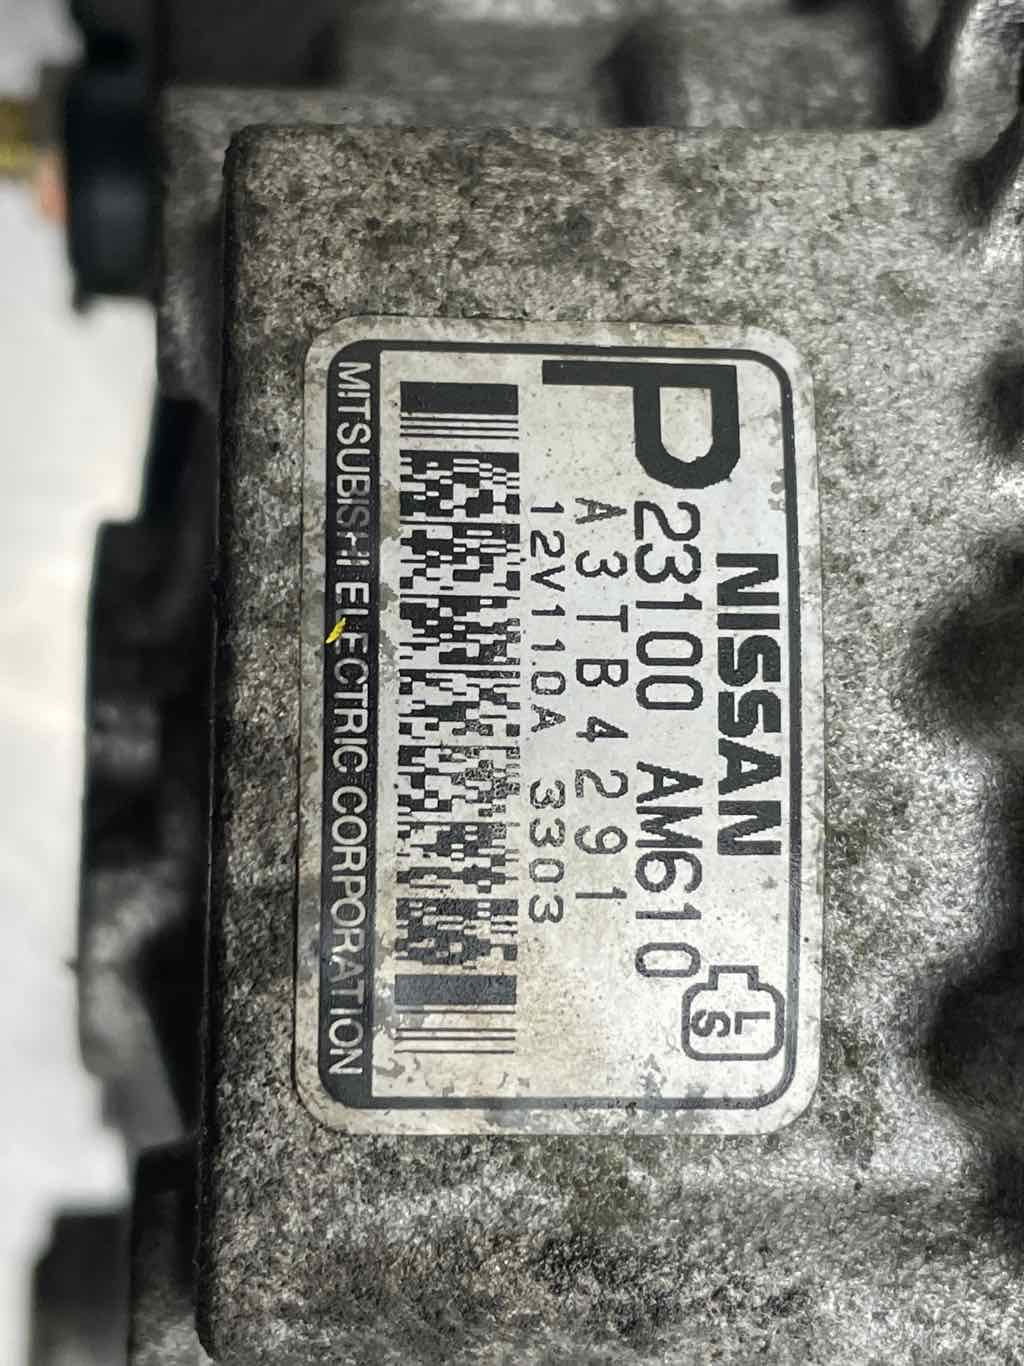 NISSAN
P 23100 AM610
A3TB4291
12V110A 3303
L
S
MITSUBISHI ELECTRIC CORPORATION